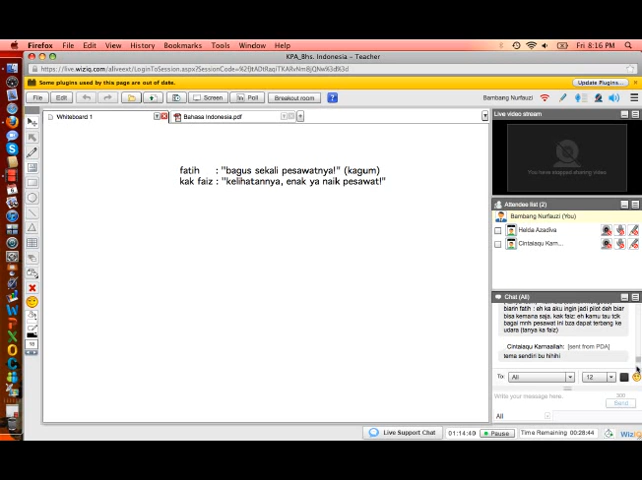 Firefox File Edit View History Bookmarks Tools Window Help Fri 8:16 PM
KPA_Bhs. Indonesia – Teacher
Some plugins used by this page are out of date. Update Plugins...
File Edit Screen Poll Breakout room ? Bambang Nurfauzi
Whiteboard 1 Bahasa Indonesia.pdf
Live video stream
You have stopped sharing video
Attendee list (2)
Bambang Nurfauzi (You)
Helda Azadiva
Cintalaqu Kam...
fatih : "bagus sekali pesawatnya!" (kagum)
kak faiz : "kelihatannya, enak ya naik pesawat!"
Chat (All)
biarin fatih : eh ka aku ingin jadi pilot deh biar
bisa kemana saja. kak faiz: eh kamu tau tdk
bagai mnh pesawat ini bza dapat terbang ke
udara (tanya ka faiz)
Cintalaqu Kamaallah: [sent from PDA]
tema sendiri bu hihihi
To: All 12
Write your message here. 300
Send
All
Live Support Chat 01:14:49 Pause Time Remaining 00:28:44 WizIQ